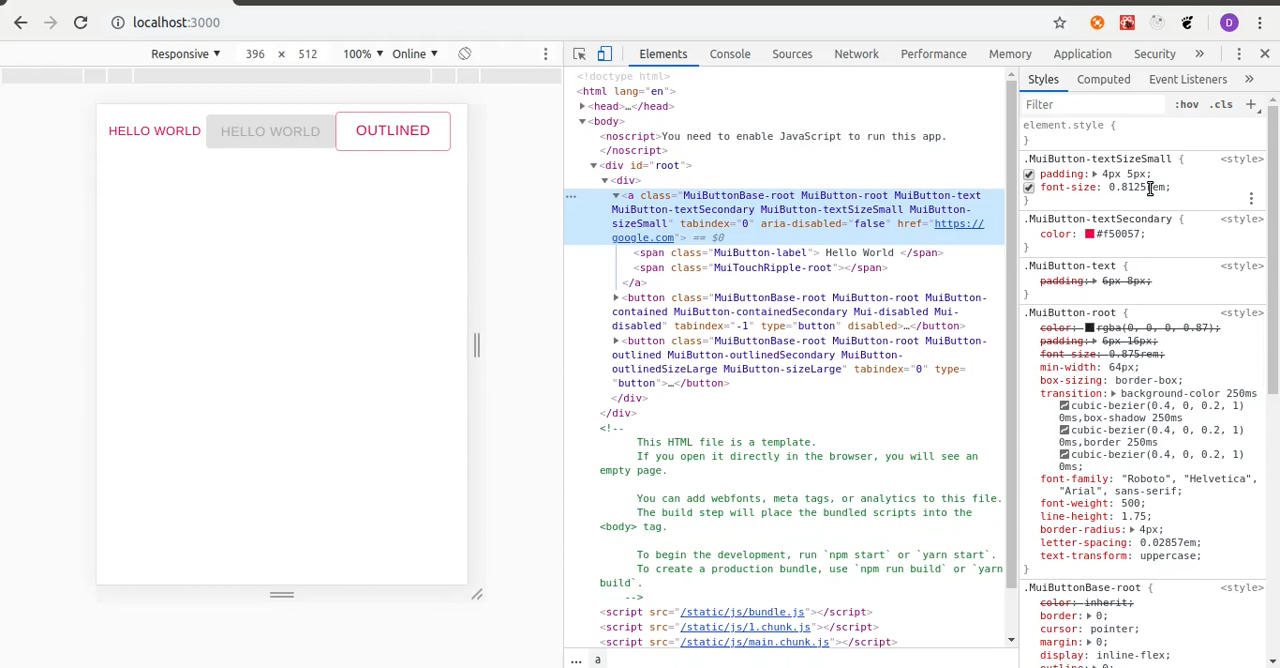 localhost:3000
D
Responsive ▼ 396 × 512 100% ▼ Online ▼
Elements Console Sources Network Performance Memory Application Security »
HELLO WORLD HELLO WORLD OUTLINED
<!doctype html>
<html lang="en">
▶<head>…</head>
▼<body>
<noscript>You need to enable JavaScript to run this app.
</noscript>
▼<div id="root">
▼<div>
… ▼<a class="MuiButtonBase-root MuiButton-root MuiButton-text
MuiButton-textSecondary MuiButton-textSizeSmall MuiButton-
sizeSmall" tabindex="0" aria-disabled="false" href="https://
google.com"> == $0
<span class="MuiButton-label"> Hello World </span>
<span class="MuiTouchRipple-root"></span>
</a>
▶<button class="MuiButtonBase-root MuiButton-root MuiButton-
contained MuiButton-containedSecondary Mui-disabled Mui-
disabled" tabindex="-1" type="button" disabled>…</button>
▶<button class="MuiButtonBase-root MuiButton-root MuiButton-
outlined MuiButton-outlinedSecondary MuiButton-
outlinedSizeLarge MuiButton-sizeLarge" tabindex="0" type=
"button">…</button>
</div>
</div>
<!--
This HTML file is a template.
If you open it directly in the browser, you will see an
empty page.
You can add webfonts, meta tags, or analytics to this file.
The build step will place the bundled scripts into the
<body> tag.
To begin the development, run `npm start` or `yarn start`.
To create a production bundle, use `npm run build` or `yarn
build`.
-->
<script src="/static/js/bundle.js"></script>
<script src="/static/js/1.chunk.js"></script>
<script src="/static/js/main.chunk.js"></script>
… a
Styles Computed Event Listeners »
Filter :hov .cls +
element.style {
}
.MuiButton-textSizeSmall { <style>
padding: ▶ 4px 5px;
font-size: 0.8125rem;
}
.MuiButton-textSecondary { <style>
color: #f50057;
}
.MuiButton-text { <style>
padding: ▶ 6px 8px;
}
.MuiButton-root { <style>
color: rgba(0, 0, 0, 0.87);
padding: ▶ 6px 16px;
font-size: 0.875rem;
min-width: 64px;
box-sizing: border-box;
transition: ▶ background-color 250ms
cubic-bezier(0.4, 0, 0.2, 1)
0ms,box-shadow 250ms
cubic-bezier(0.4, 0, 0.2, 1)
0ms,border 250ms
cubic-bezier(0.4, 0, 0.2, 1)
0ms;
font-family: "Roboto", "Helvetica",
"Arial", sans-serif;
font-weight: 500;
line-height: 1.75;
border-radius: ▶ 4px;
letter-spacing: 0.02857em;
text-transform: uppercase;
}
.MuiButtonBase-root { <style>
color: inherit;
border: ▶ 0;
cursor: pointer;
margin: ▶ 0;
display: inline-flex;
outline: ▶ 0;